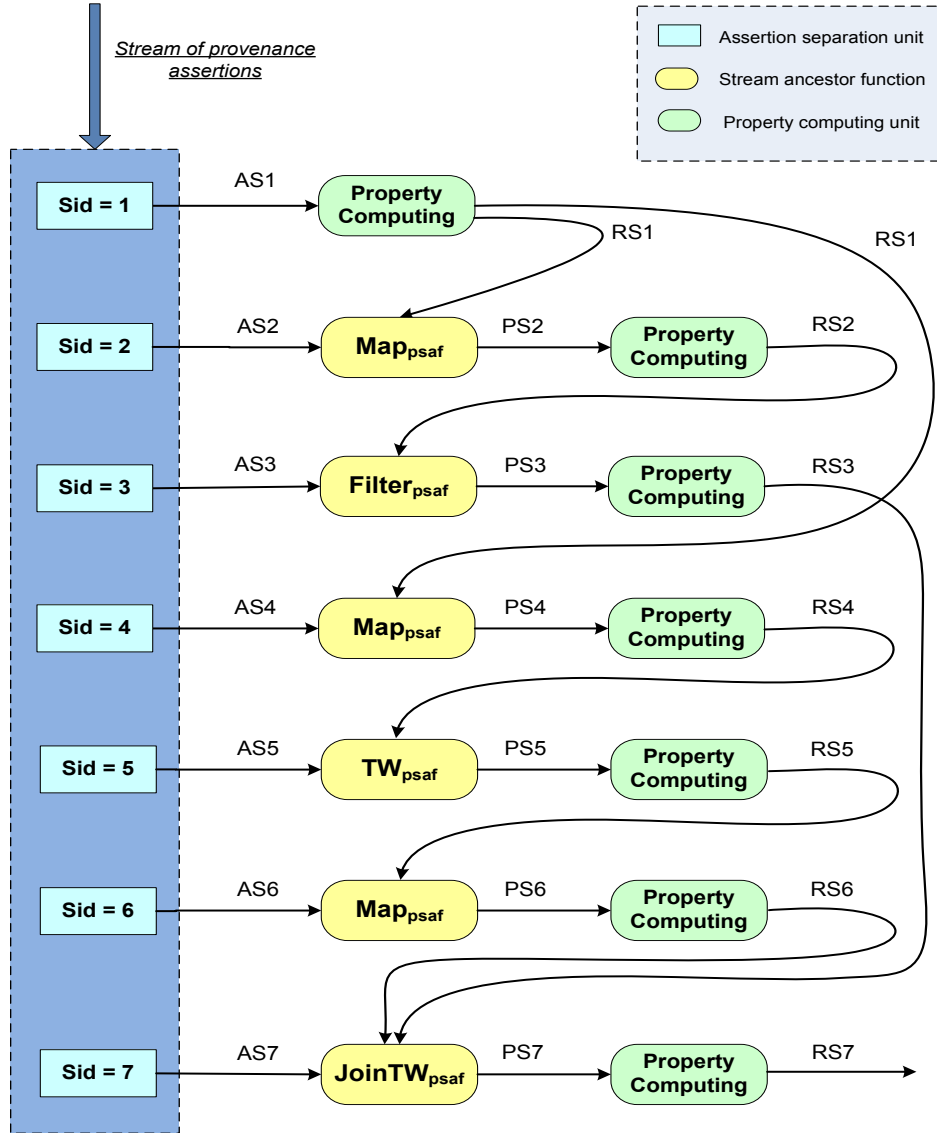 Stream of provenance
assertions
Assertion separation unit
Stream ancestor function
Property computing unit
Sid = 1
AS1
Property
Computing
RS1
RS1
Sid = 2
AS2
Mappsaf
PS2
Property
Computing
RS2
Sid = 3
AS3
Filterpsaf
PS3
Property
Computing
RS3
Sid = 4
AS4
Mappsaf
PS4
Property
Computing
RS4
Sid = 5
AS5
TWpsaf
PS5
Property
Computing
RS5
Sid = 6
AS6
Mappsaf
PS6
Property
Computing
RS6
Sid = 7
AS7
JoinTWpsaf
PS7
Property
Computing
RS7